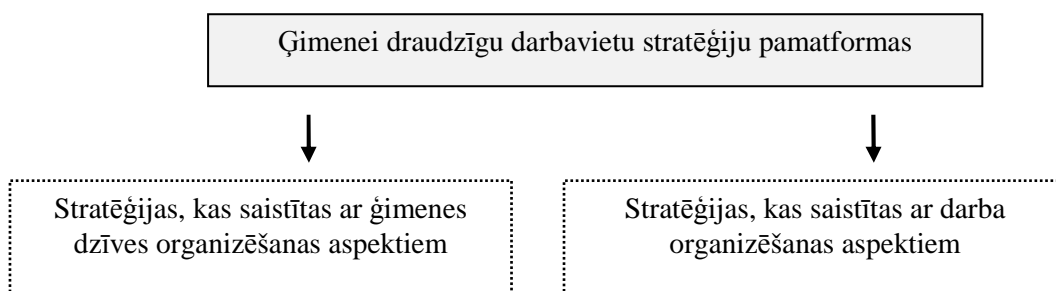 Ģimenei draudzīgu darbavietu stratēģiju pamatformas
Stratēģijas, kas saistītas ar ģimenes
dzīves organizēšanas aspektiem
Stratēģijas, kas saistītas ar darba
organizēšanas aspektiem